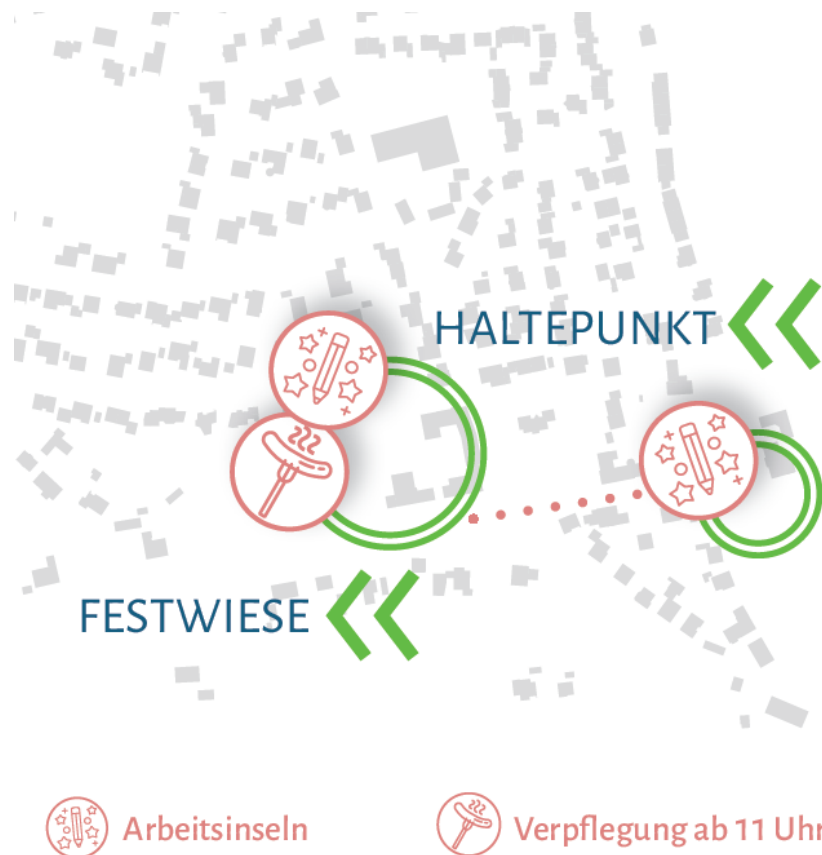 HALTEPUNKT
FESTWIESE
Arbeitsinseln
Verpflegung ab 11 Uhr